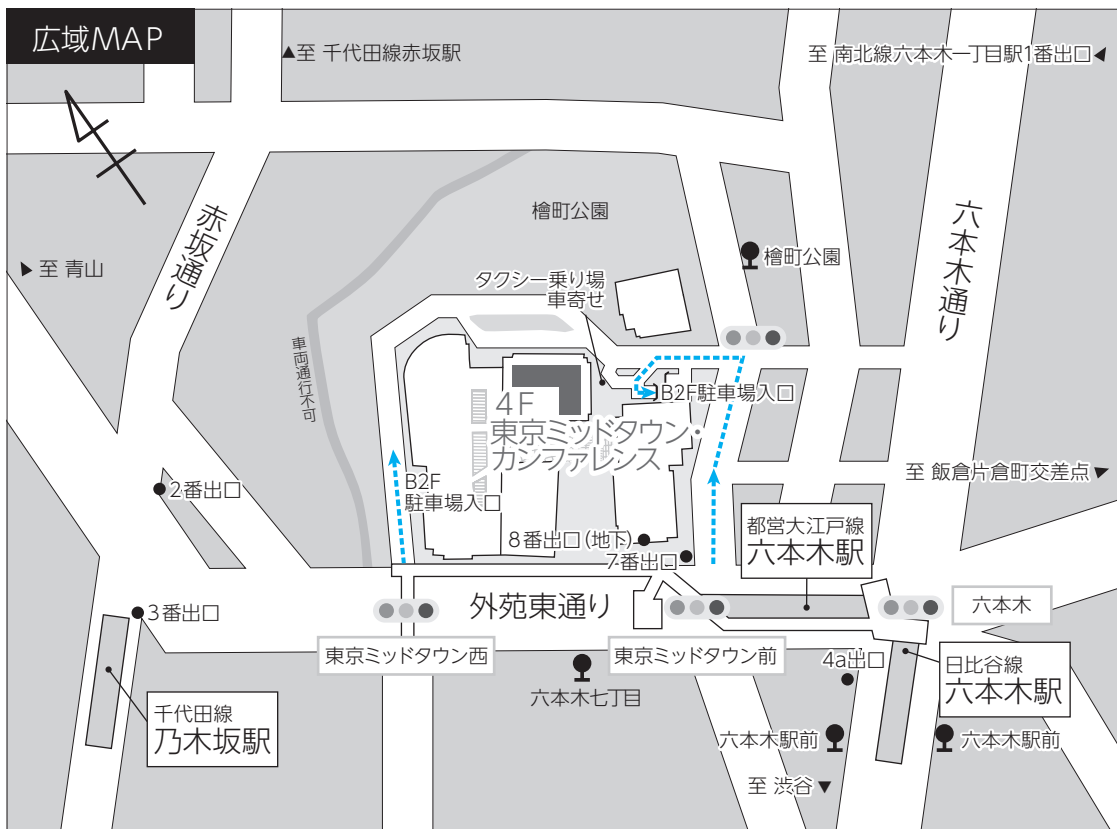 広域MAP
▲至 千代田線赤坂駅
至 南北線六本木一丁目駅1番出口◀
赤坂通り
檜町公園
六本木通り
▶至 青山
檜町公園
タクシー乗り場
車寄せ
車両通行不可
B2F駐車場入口
4F
東京ミッドタウン・
カンファレンス
至 飯倉片倉町交差点▶
B2F
駐車場入口
2番出口
都営大江戸線
六本木駅
8番出口(地下)
7番出口
3番出口
外苑東通り
六本木
東京ミッドタウン西
東京ミッドタウン前
4a出口
日比谷線
六本木駅
六本木七丁目
千代田線
乃木坂駅
六本木駅前
六本木駅前
至 渋谷▼